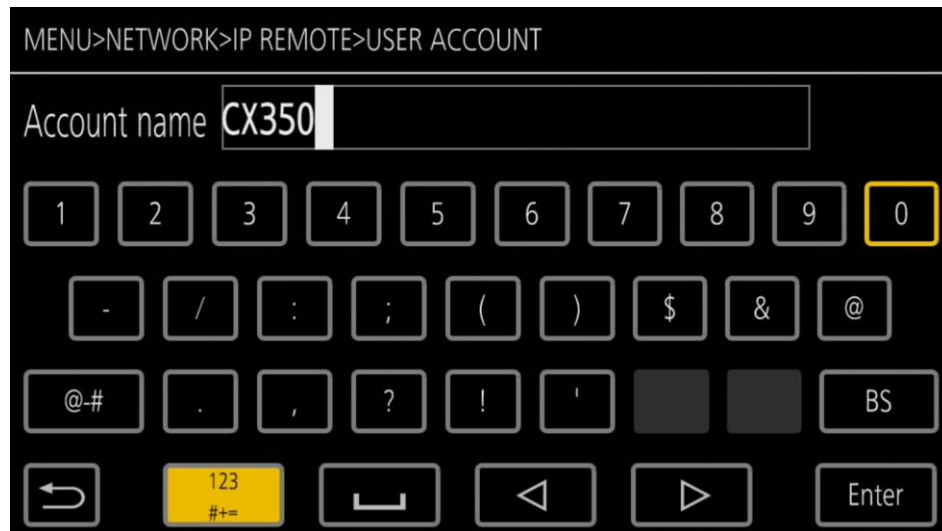 MENU>NETWORK>IP REMOTE>USER ACCOUNT
Account name CX350
1 2 3 4 5 6 7 8 9 0
- / : ; ( ) $ & @
@-# . , ? ! ' BS
123
#+=
Enter